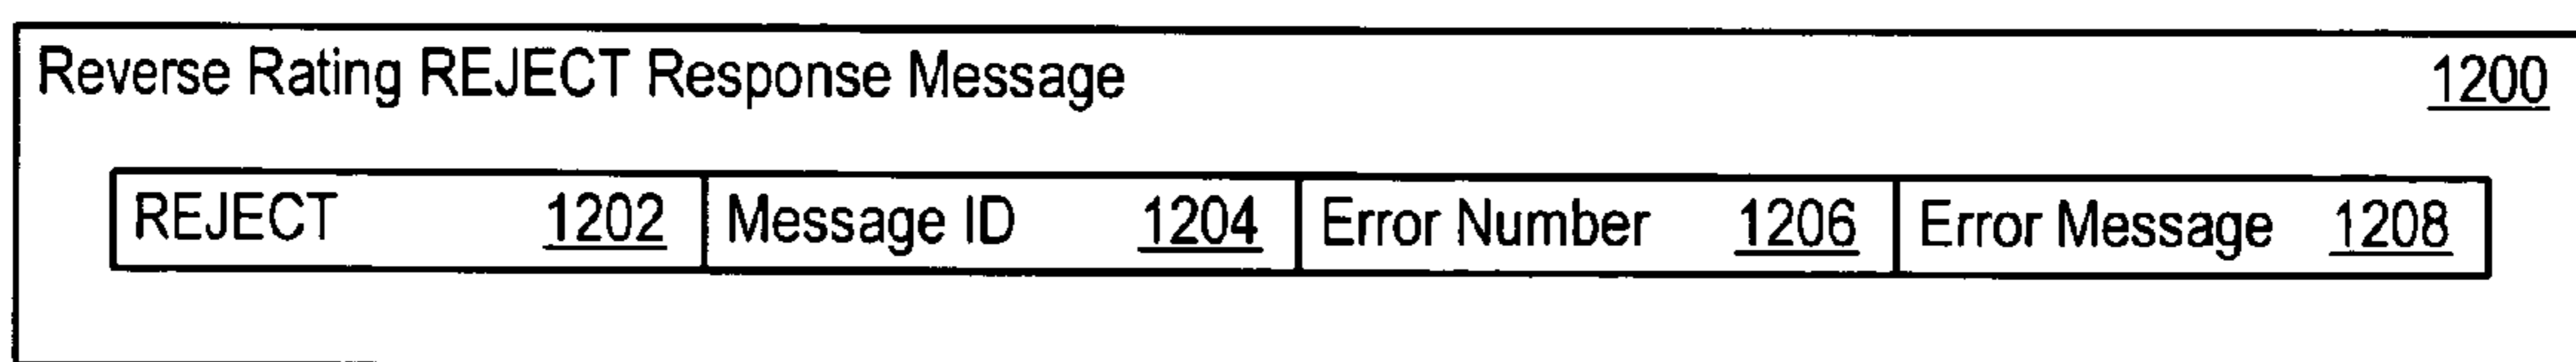 Reverse Rating REJECT Response Message 1200
REJECT 1202 Message ID 1204 Error Number 1206 Error Message 1208